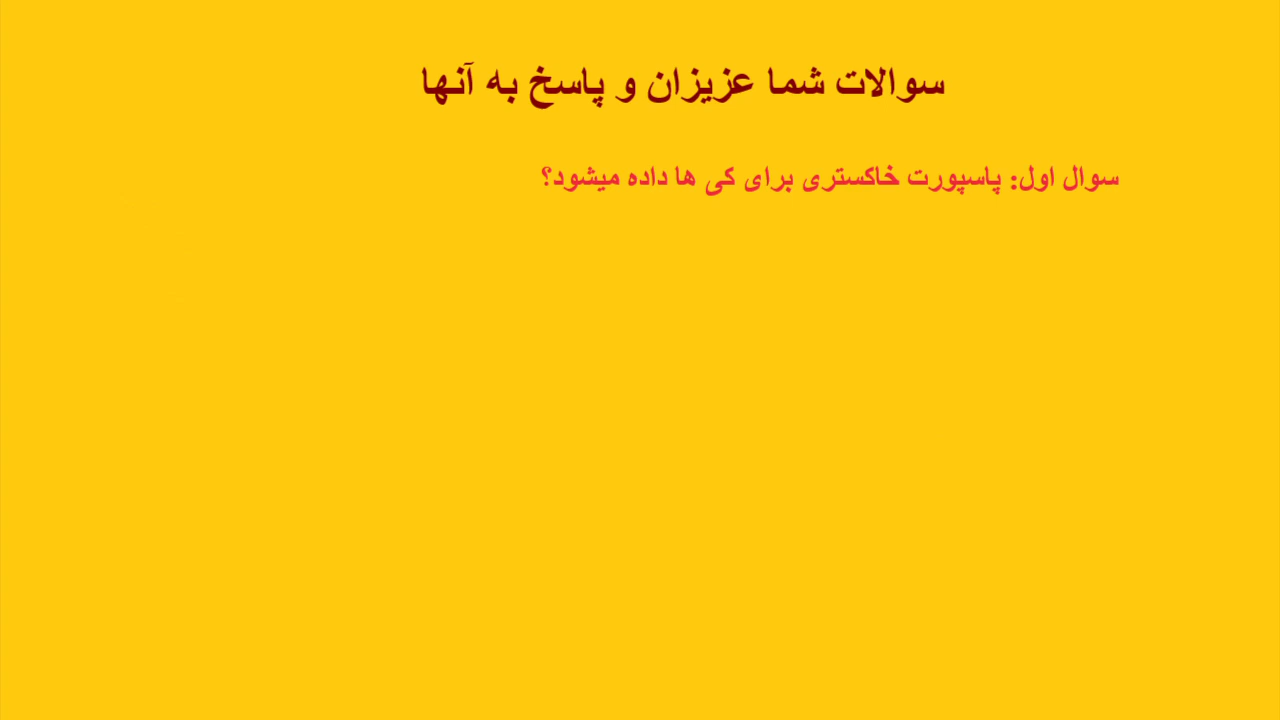 سوالات شما عزیزان و پاسخ به آنها
سوال اول: پاسپورت خاکستری برای کی ها داده میشود؟